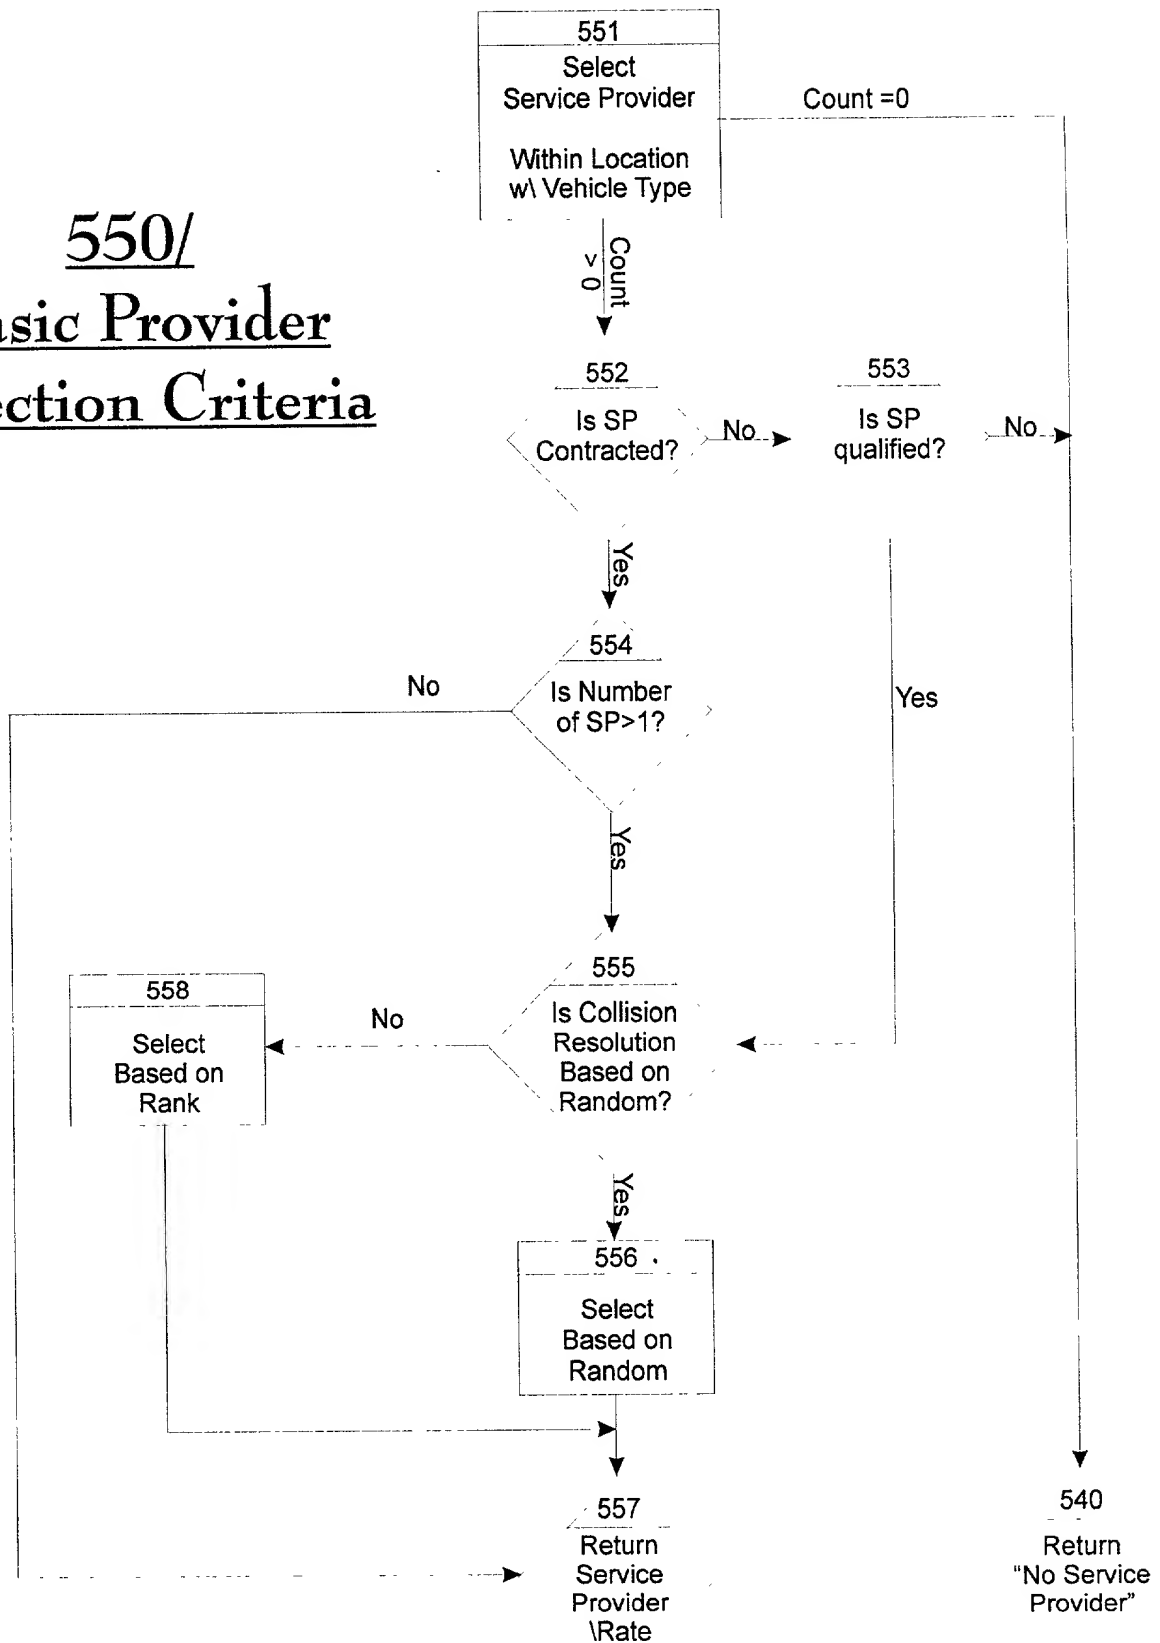 551
Select
Service Provider
Within Location
w\ Vehicle Type
Count =0
Count
> 0
550/
asic Provider
ection Criteria
552
Is SP
Contracted?
No
553
Is SP
qualified?
No
Yes
554
Is Number
of SP>1?
No
Yes
Yes
555
Is Collision
Resolution
Based on
Random?
No
558
Select
Based on
Rank
Yes
556
Select
Based on
Random
557
Return
Service
Provider
\Rate
540
Return
“No Service
Provider”